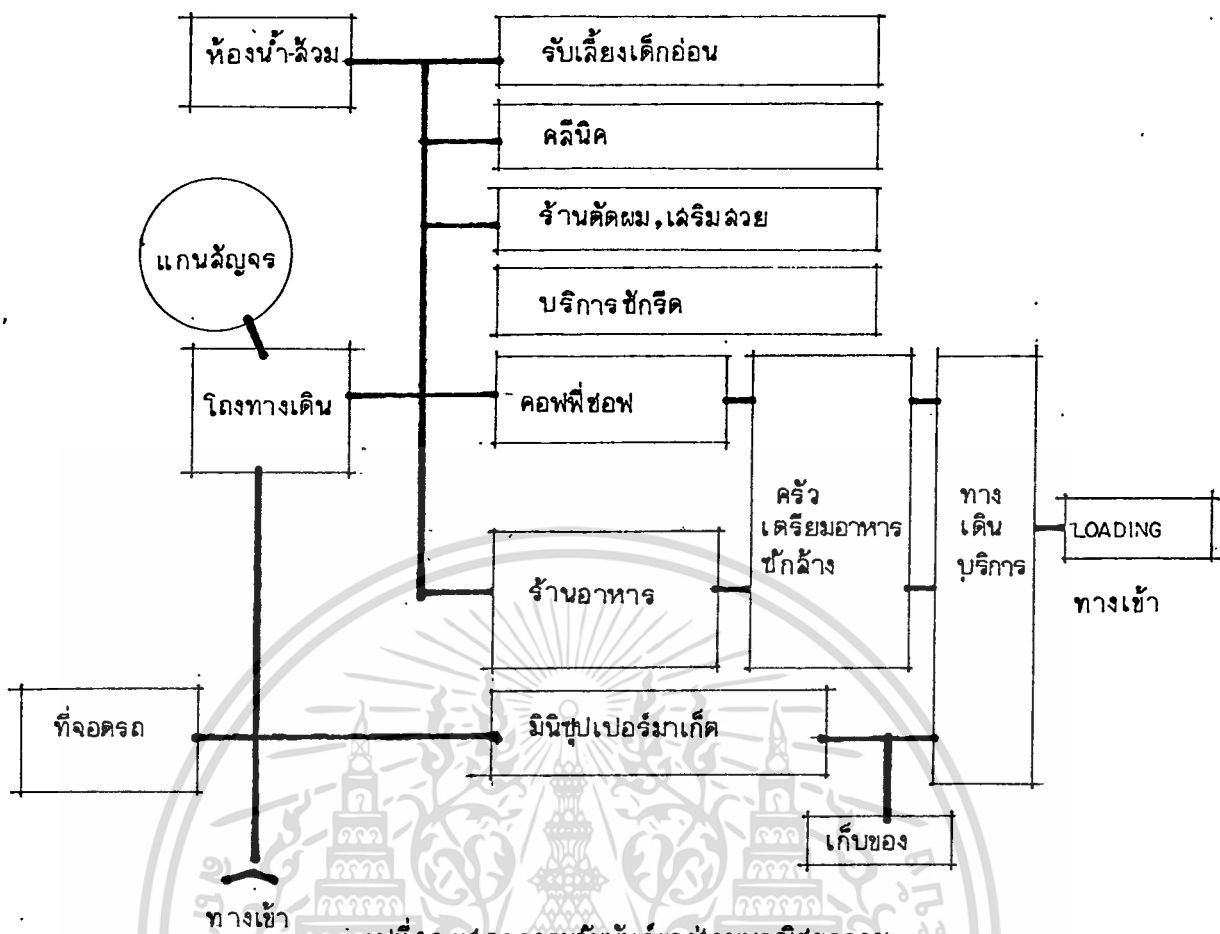 ห้องน้ำ-ส้วม
รับเลี้ยงเด็กอ่อน
คลีนิค
ร้านตัดผม,เสริมสวย
แกนสัญจร
บริการซักรีด
โถงทางเดิน
คอฟฟี่ชอฟ
ครัว
เตรียมอาหาร
ซักล้าง
ทาง
เดิน
บริการ
LOADING
ทางเข้า
ร้านอาหาร
ที่จอดรถ
มินิซุปเปอร์มาเก็ต
เก็บของ
ทางเข้า